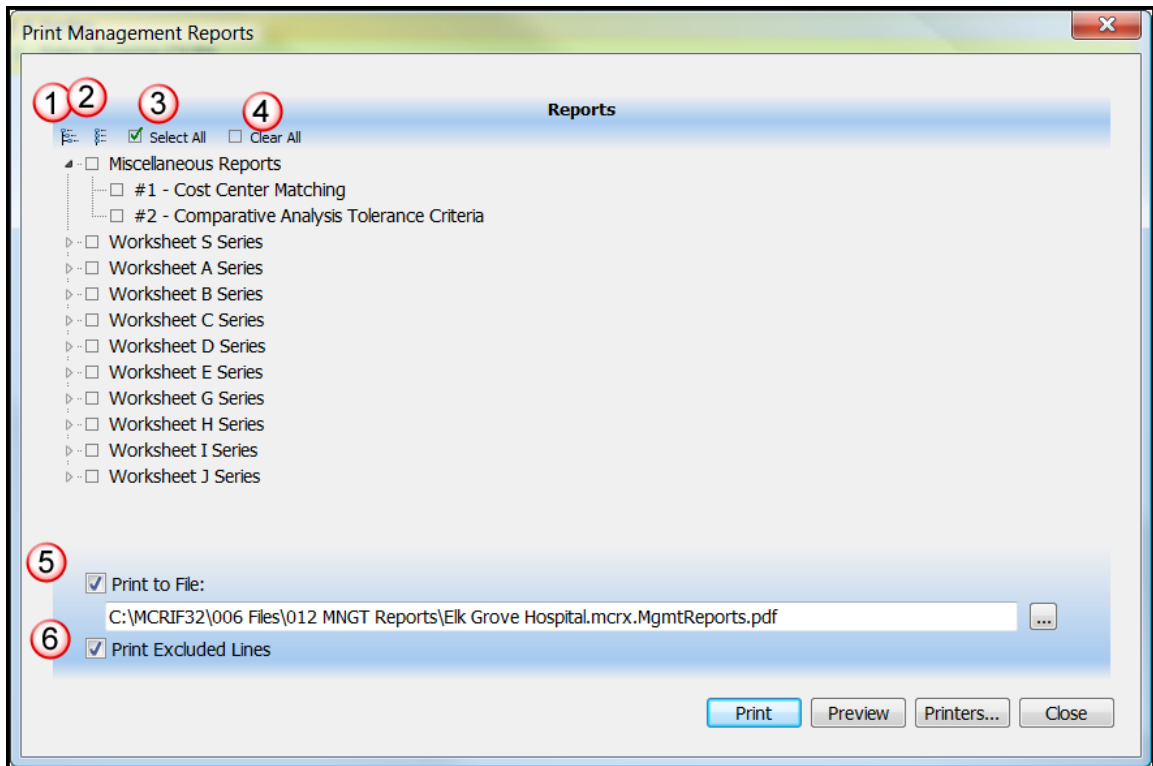 Print Management Reports
1 2 3 4
Reports
Select All Clear All
Miscellaneous Reports
#1 - Cost Center Matching
#2 - Comparative Analysis Tolerance Criteria
Worksheet S Series
Worksheet A Series
Worksheet B Series
Worksheet C Series
Worksheet D Series
Worksheet E Series
Worksheet G Series
Worksheet H Series
Worksheet I Series
Worksheet J Series
5
Print to File:
C:\MCRIF32\006 Files\012 MNGT Reports\Elk Grove Hospital.mcrx.MgmtReports.pdf ...
6
Print Excluded Lines
Print Preview Printers... Close